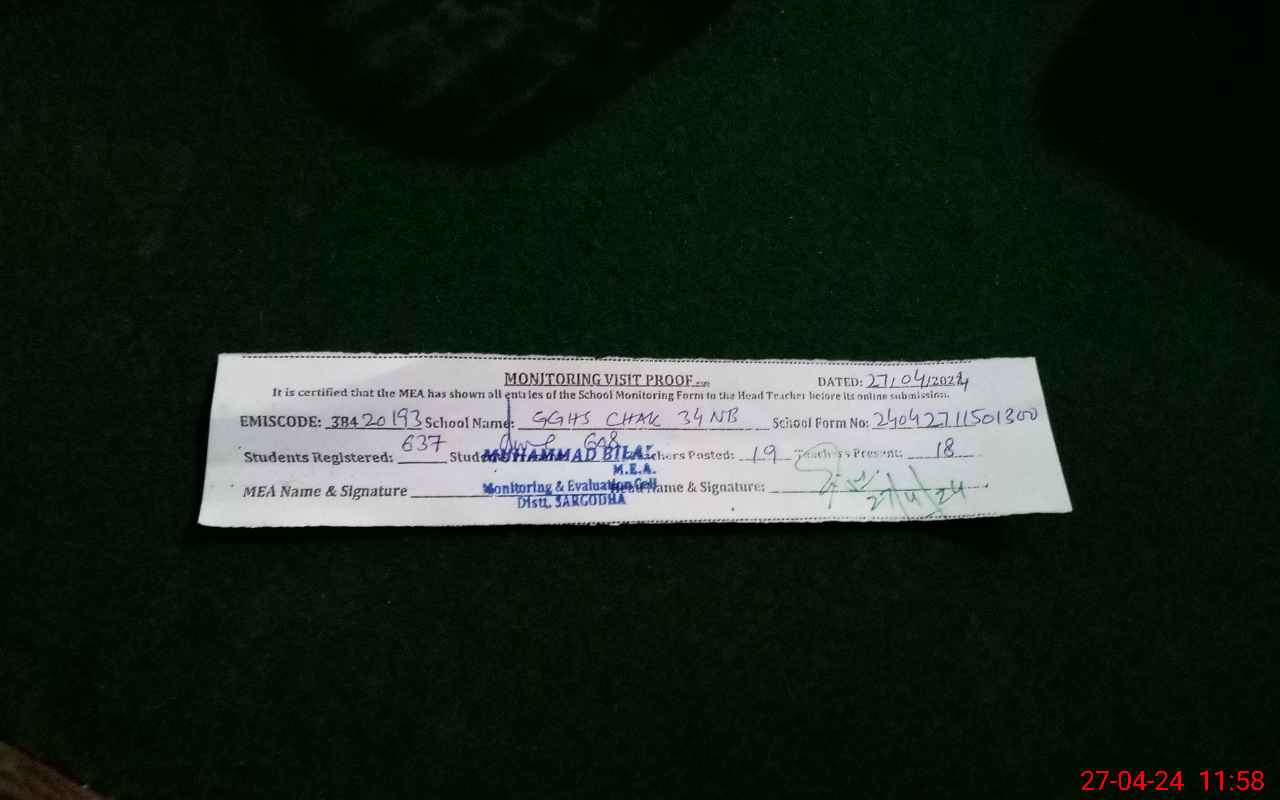 MONITORING VISIT PROOF
DATED: 27/04/2024
It is certified that the MEA has shown all entries of the School Monitoring Form to the Head Teacher before its online submission.
EMISCODE: 38420193 School Name: GGHS CHAK 34 NB School Form No: 24042711501300
Students Registered: 637 Students 648 Teachers Posted: 19 Teachers Present: 18
MUHAMMAD BILAL
M.E.A.
MEA Name & Signature Head Name & Signature: 27/4/24
Monitoring & Evaluation Cell
Distt, SARGODHA
27-04-24 11:58